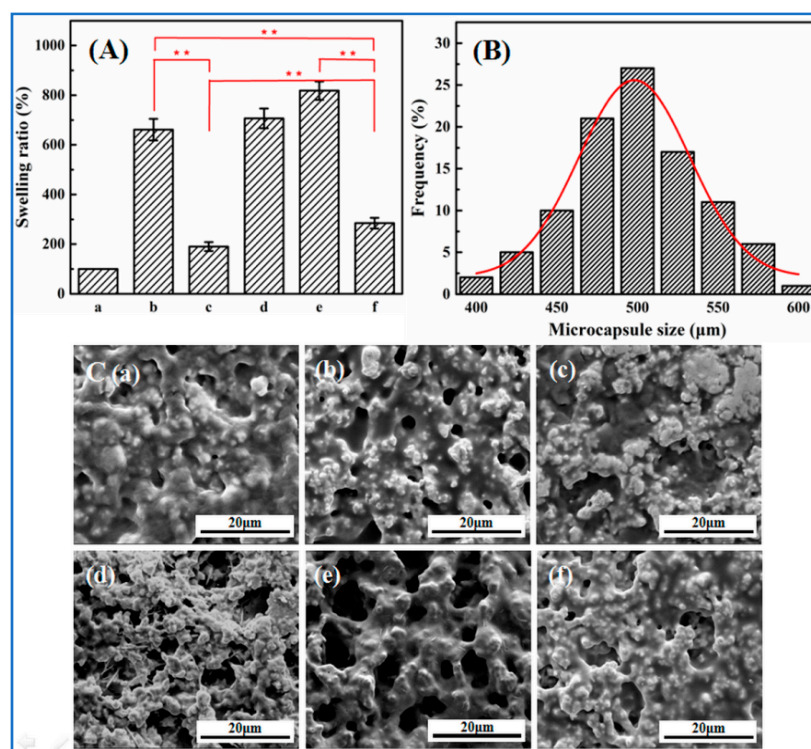 (A)
** 
** **
**
Swelling ratio (%)
1000
800
600
400
200
0
a b c d e f
(B)
Frequency (%)
30
25
20
15
10
5
0
400 450 500 550 600
Microcapsule size (μm)
C (a) (b) (c)
20μm 20μm 20μm
(d) (e) (f)
20μm 20μm 20μm